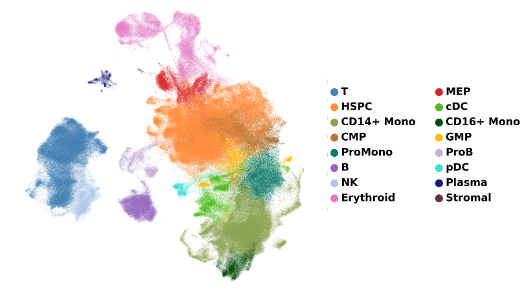 T
HSPC
CD14+ Mono
CMP
ProMono
B
NK
Erythroid
MEP
cDC
CD16+ Mono
GMP
ProB
pDC
Plasma
Stromal